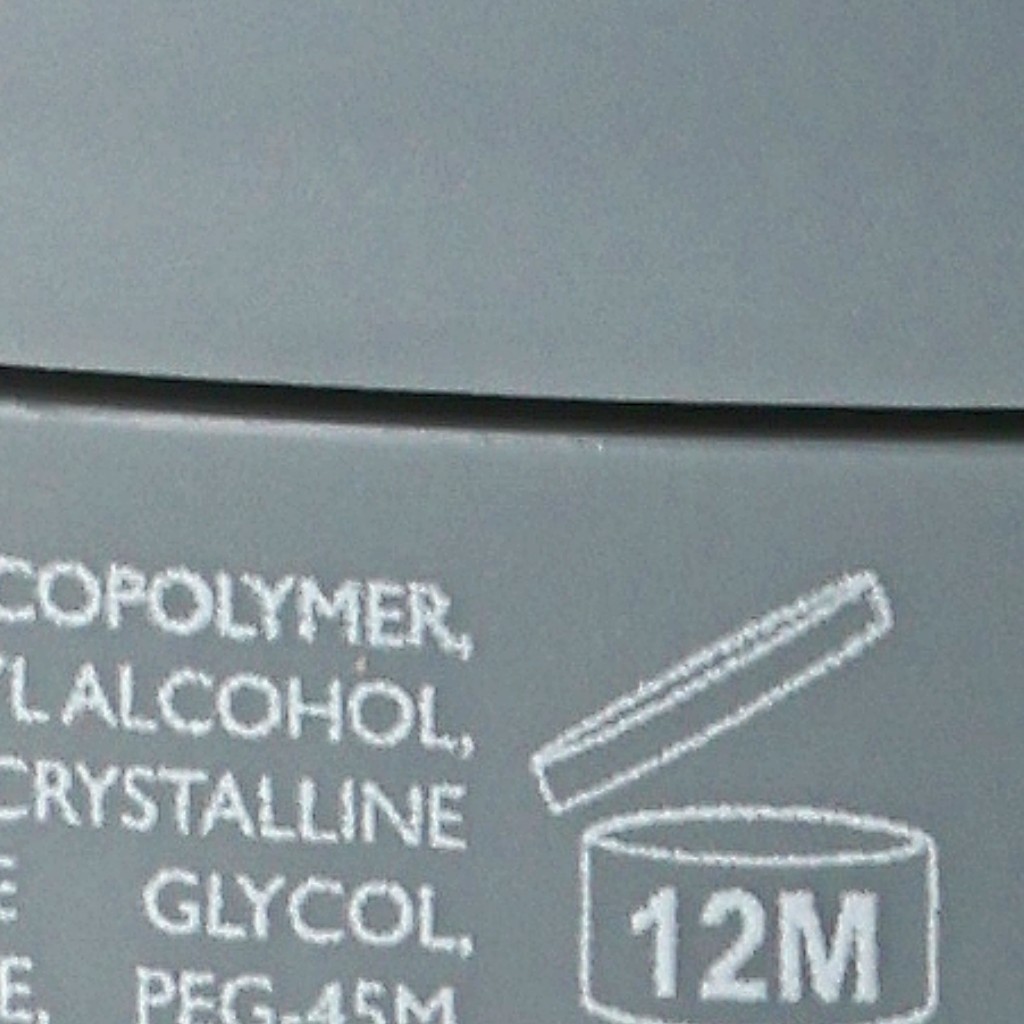 COPOLYMER,
ALCOHOL,
CRYSTALLINE
GLYCOL,
PEG-45M
12M